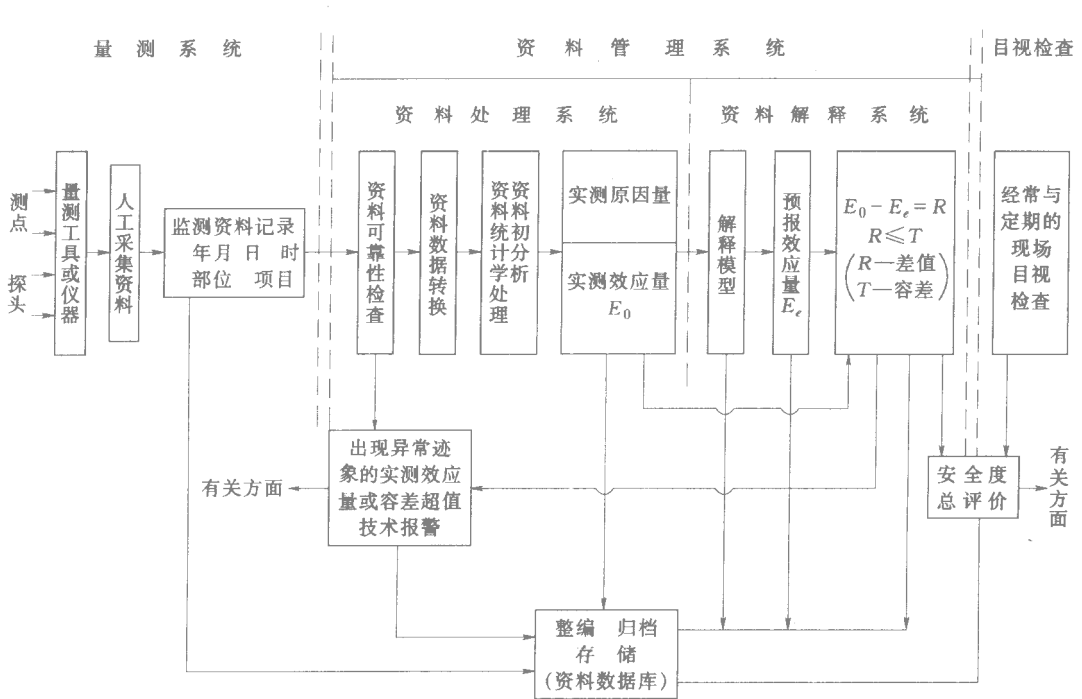 量测系统
资料管理系统
目视检查
资料处理系统
资料解释系统
测点
探头
量测工具或仪器
人工采集资料
监测资料记录
年月 日 时
部位 项目
资料可靠性检查
资料数据转换
资料初分析
资料统计学处理
实测原因量
实测效应量
E₀
解释模型
预报效应量Eₑ
E₀－Eₑ＝R
R≤T
(R—差值
T—容差)
经常与
定期的
现场
目视
检查
出现异常迹
象的实测效应
量或容差超值
技术报警
有关方面
安全度
总评价
有关方面
整编 归档
存 储
(资料数据库)